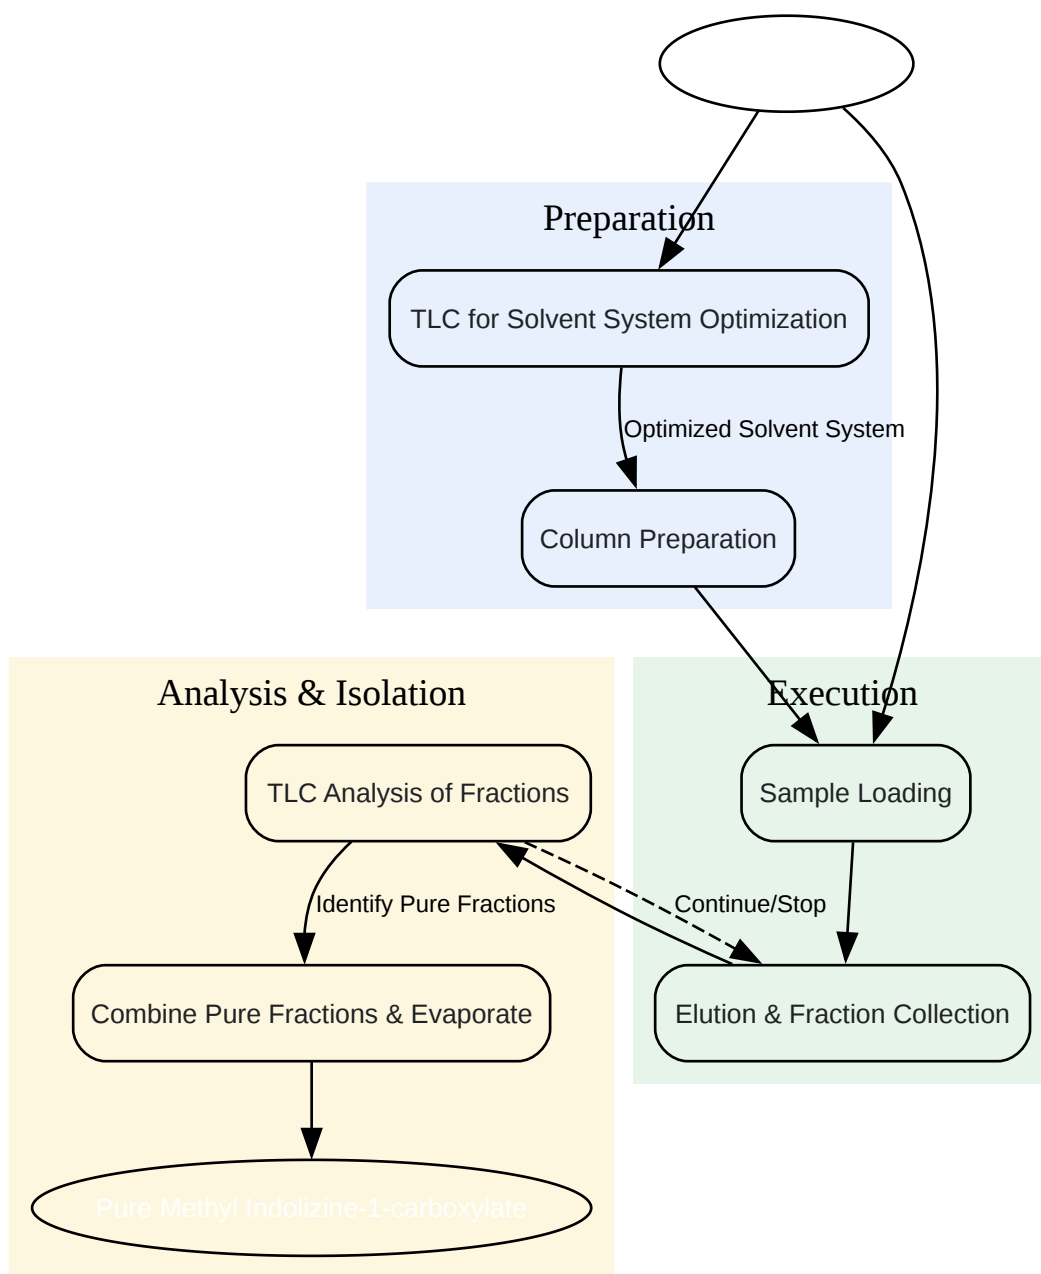 Preparation
TLC for Solvent System Optimization
Optimized Solvent System
Column Preparation
Analysis & Isolation
Execution
TLC Analysis of Fractions
Sample Loading
Identify Pure Fractions
Continue/Stop
Combine Pure Fractions & Evaporate
Elution & Fraction Collection
Pure Methyl Indolizine-1-carboxylate